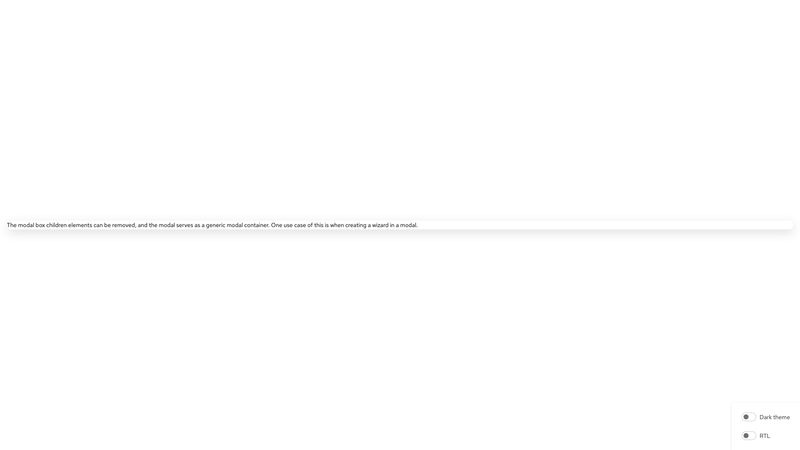 The modal box children elements can be removed, and the modal serves as a generic modal container. One use case of this is when creating a wizard in a modal.
Dark theme
RTL